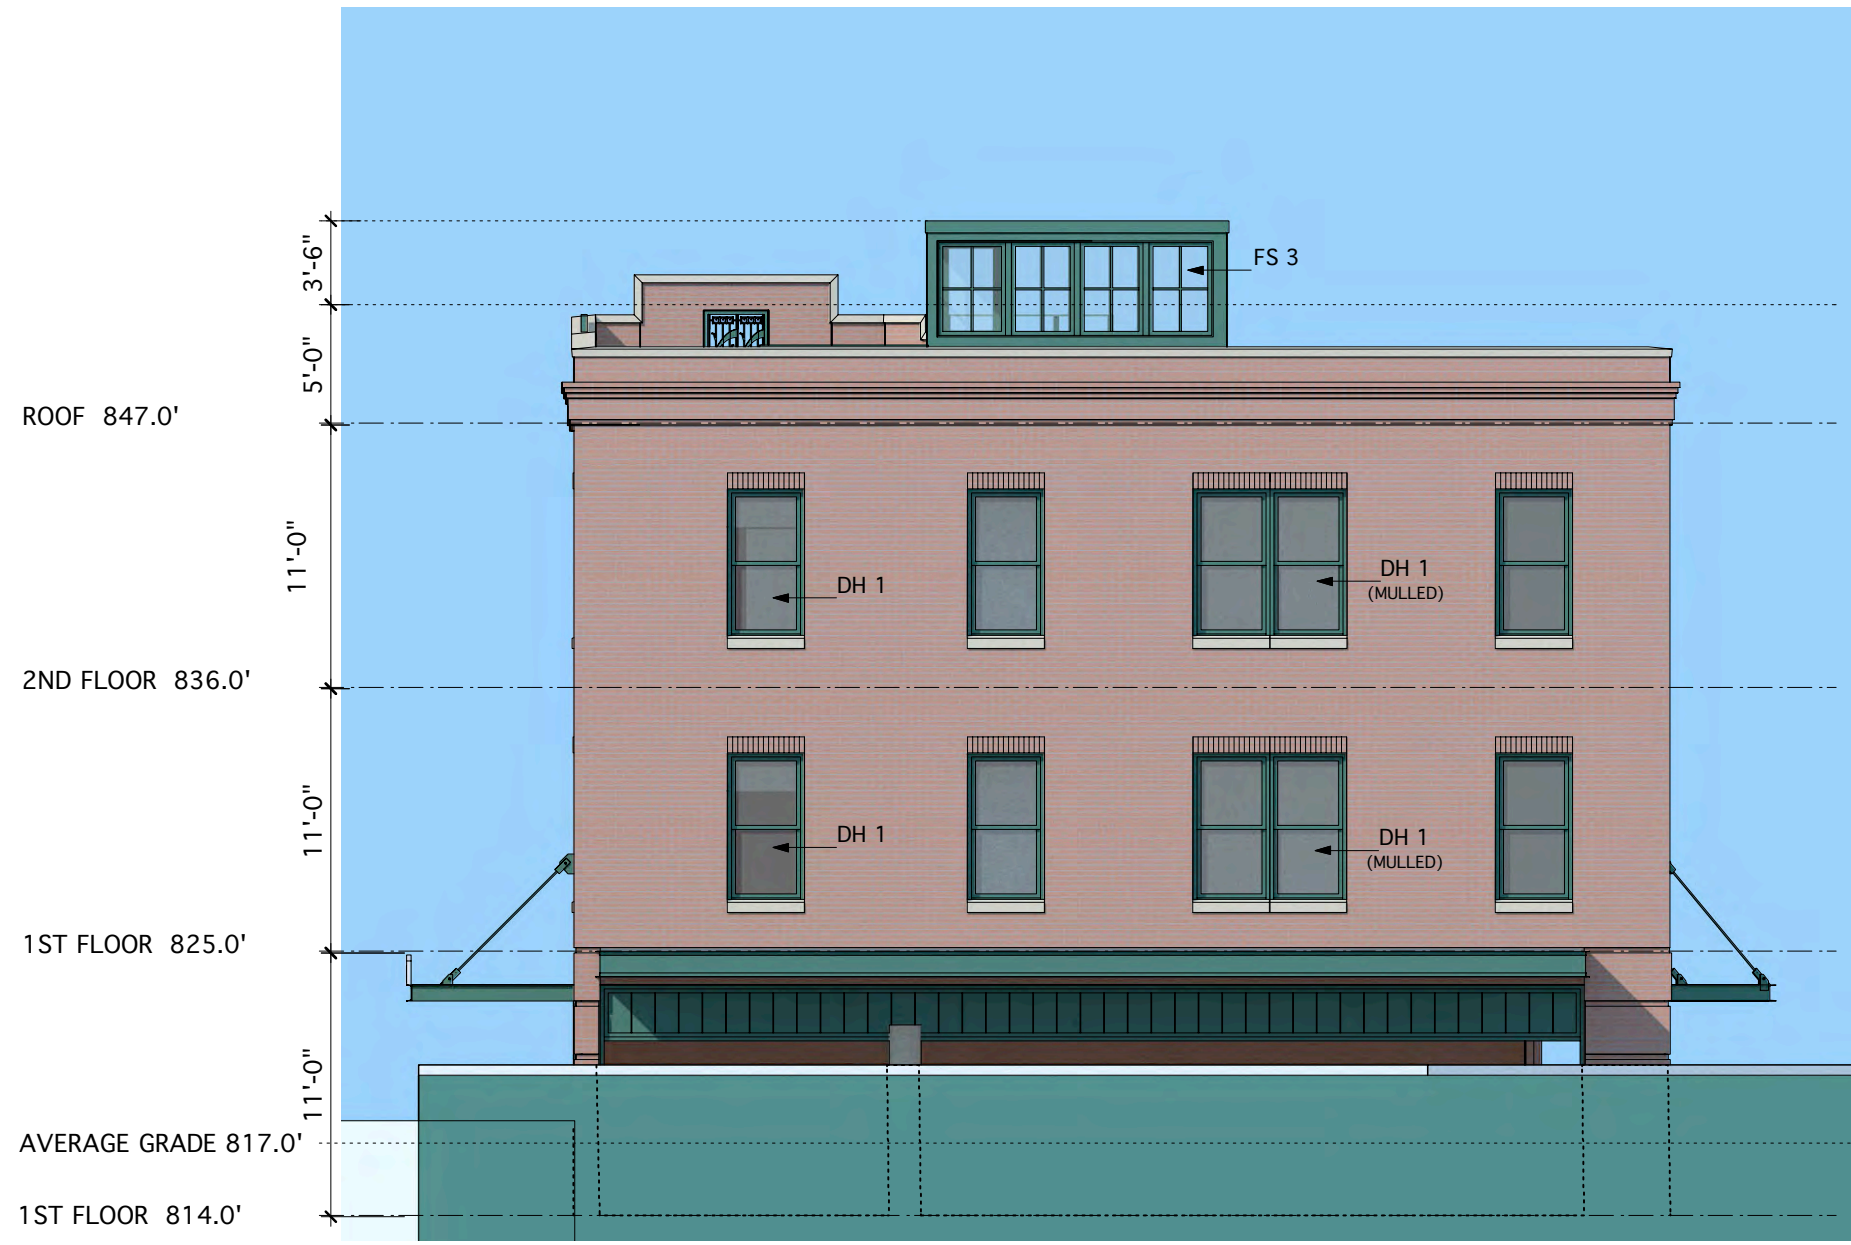 3'-6"
FS 3
5'-0"
ROOF 847.0'
11'-0"
DH 1
DH 1
(MULLED)
2ND FLOOR 836.0'
11'-0"
DH 1
DH 1
(MULLED)
1ST FLOOR 825.0'
11'-0"
AVERAGE GRADE 817.0'
1ST FLOOR 814.0'